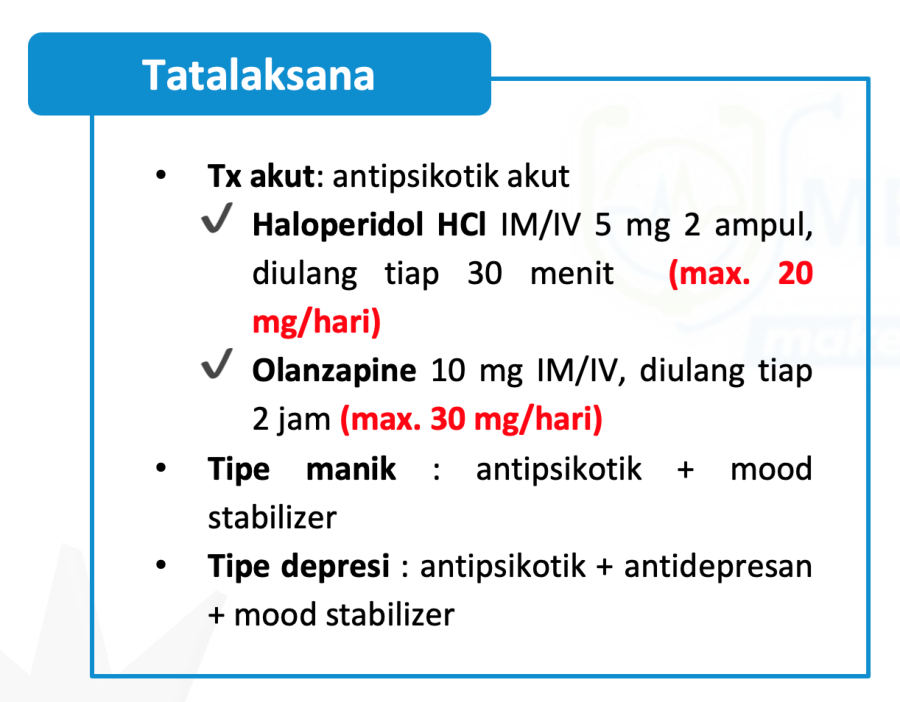 Tatalaksana
• Tx akut: antipsikotik akut
✓ Haloperidol HCl IM/IV 5 mg 2 ampul,
diulang tiap 30 menit (max. 20
mg/hari)
✓ Olanzapine 10 mg IM/IV, diulang tiap
2 jam (max. 30 mg/hari)
• Tipe manik : antipsikotik + mood
stabilizer
• Tipe depresi : antipsikotik + antidepresan
+ mood stabilizer